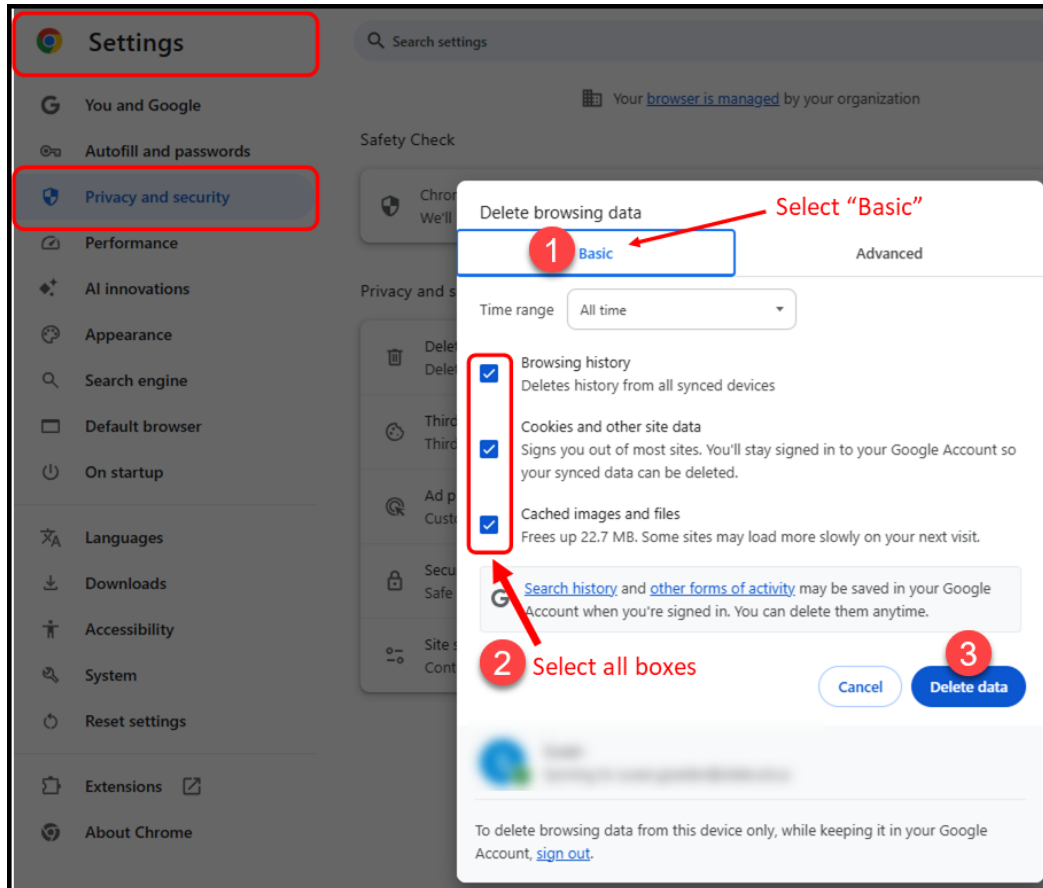 Settings
Search settings
You and Google
Autofill and passwords
Privacy and security
Performance
AI innovations
Appearance
Search engine
Default browser
On startup
Languages
Downloads
Accessibility
System
Reset settings
Extensions
About Chrome
Your browser is managed by your organization
Safety Check
Chror
We'll
Privacy and s
Delet
Delet
Third
Third
Ad p
Custo
Secu
Safe
Site s
Cont
Delete browsing data
Select “Basic”
1
Basic
Advanced
Time range
All time
Browsing history
Deletes history from all synced devices
Cookies and other site data
Signs you out of most sites. You'll stay signed in to your Google Account so
your synced data can be deleted.
Cached images and files
Frees up 22.7 MB. Some sites may load more slowly on your next visit.
G
Search history and other forms of activity may be saved in your Google
Account when you're signed in. You can delete them anytime.
2
Select all boxes
3
Cancel
Delete data
To delete browsing data from this device only, while keeping it in your Google
Account, sign out.